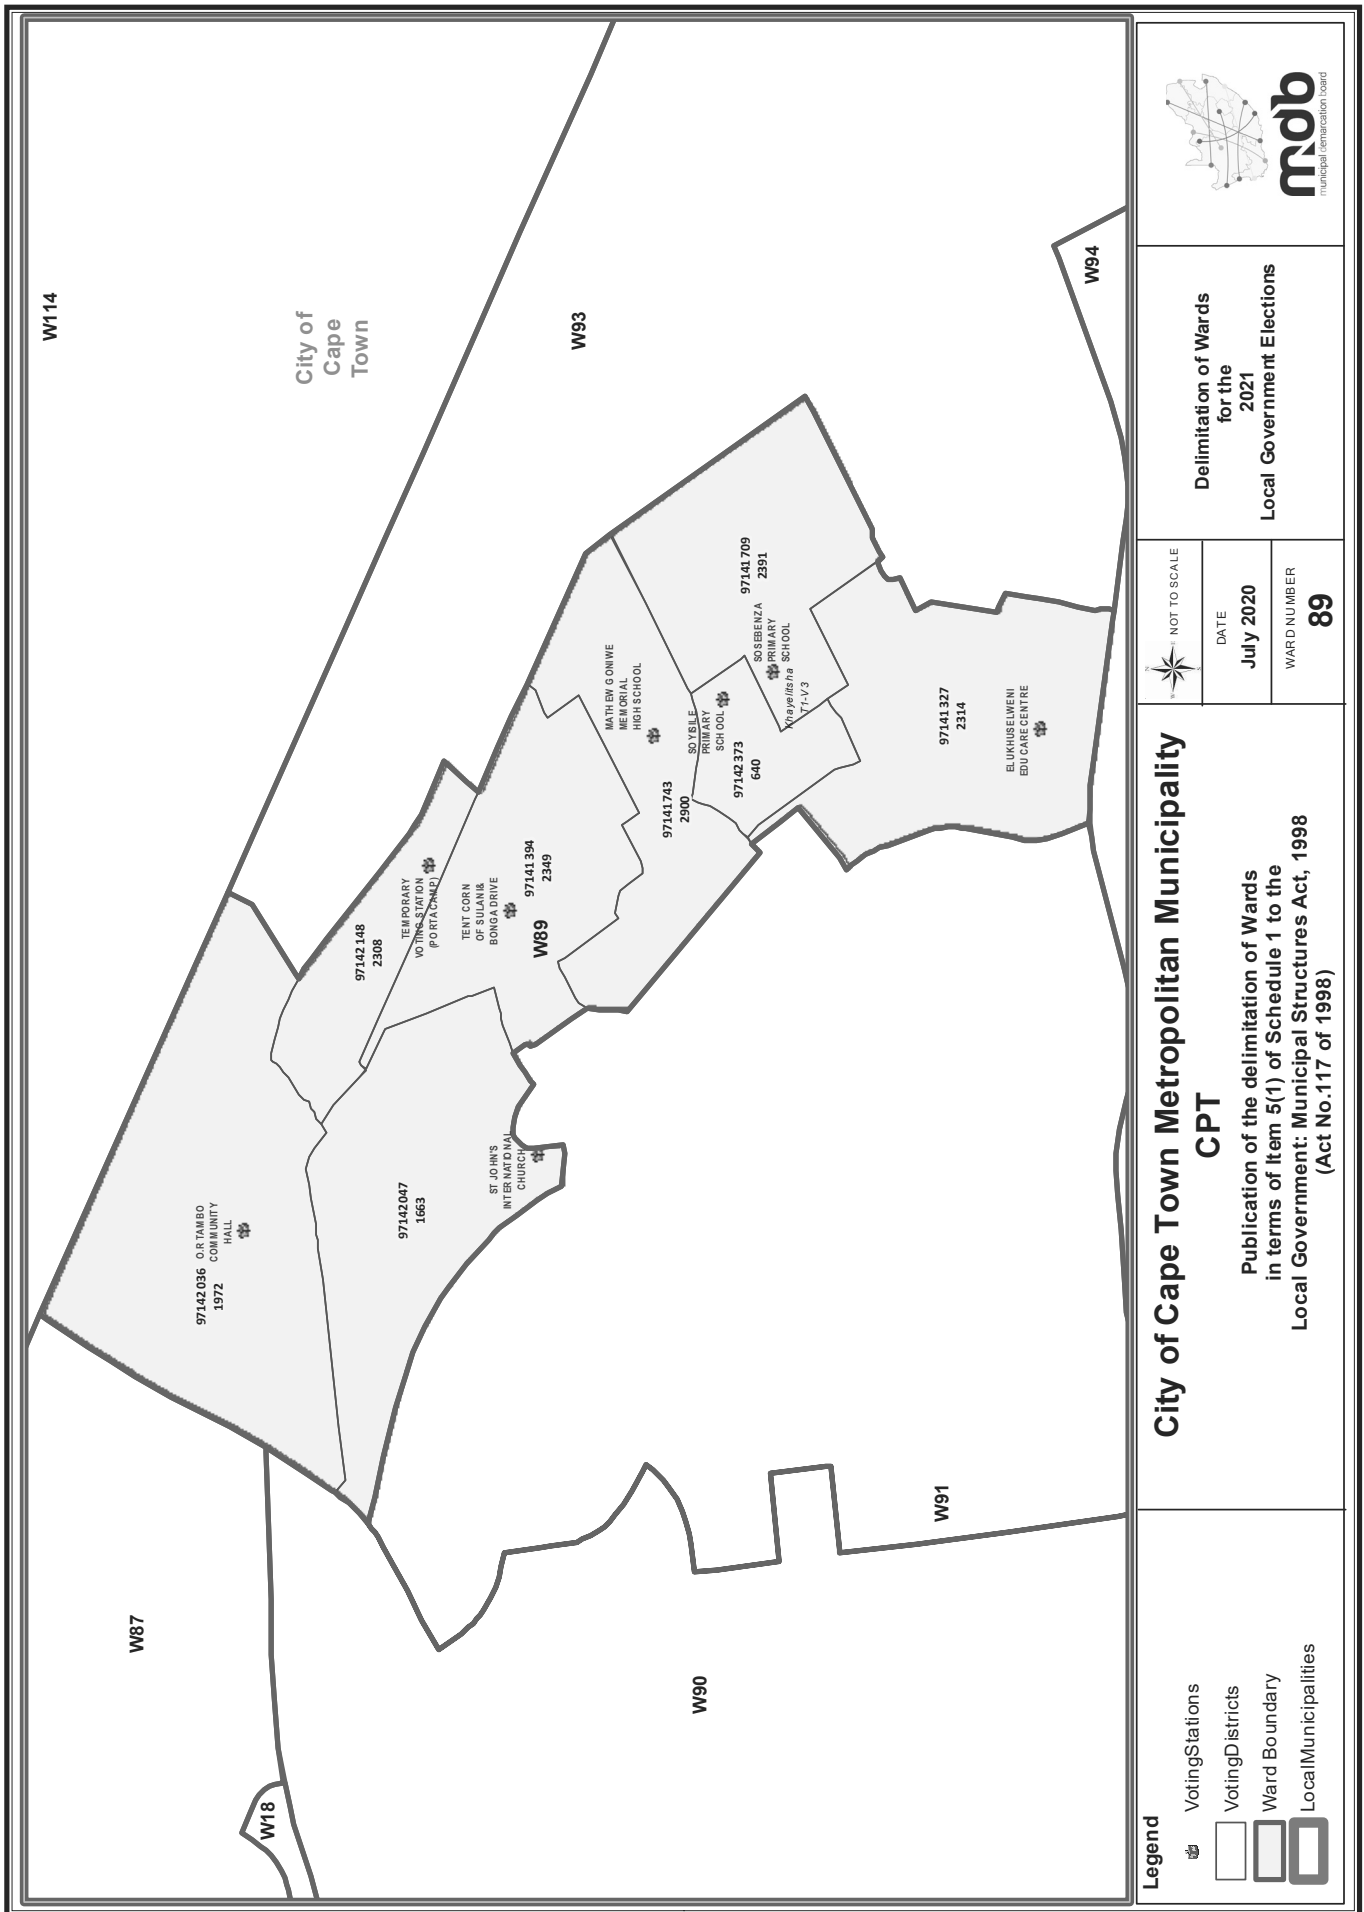 W114
City of
Cape
Town
W93
W94
W87
W18
W90
W91
W89
97142036
1972
O.R TAMBO
COMMUNITY
HALL
97142047
1663
ST JOHN'S
INTERNATIONAL
CHURCH
97142148
2308
TEMPORARY
VOTING STATION
(PORTACAMP)
TENT CORN
OF SULANI&
BONGA DRIVE
97141394
2349
MATHEW GONIWE
MEMORIAL
HIGH SCHOOL
97141743
2900
SOYISILE
PRIMARY
SCHOOL
97142373
640
SOSEBENZA
PRIMARY
SCHOOL
97141709
2391
Khayelitsha
T1-V3
97141327
2314
ELUKHUSELWENI
EDUCARE CENTRE
Legend
VotingStations
VotingDistricts
Ward Boundary
LocalMunicipalities
City of Cape Town Metropolitan Municipality
CPT
Publication of the delimitation of Wards
in terms of Item 5(1) of Schedule 1 to the
Local Government: Municipal Structures Act, 1998
(Act No.117 of 1998)
N
W
E
S
NOT TO SCALE
DATE
July 2020
WARD NUMBER
89
Delimitation of Wards
for the
2021
Local Government Elections
mdb
municipal demarcation board